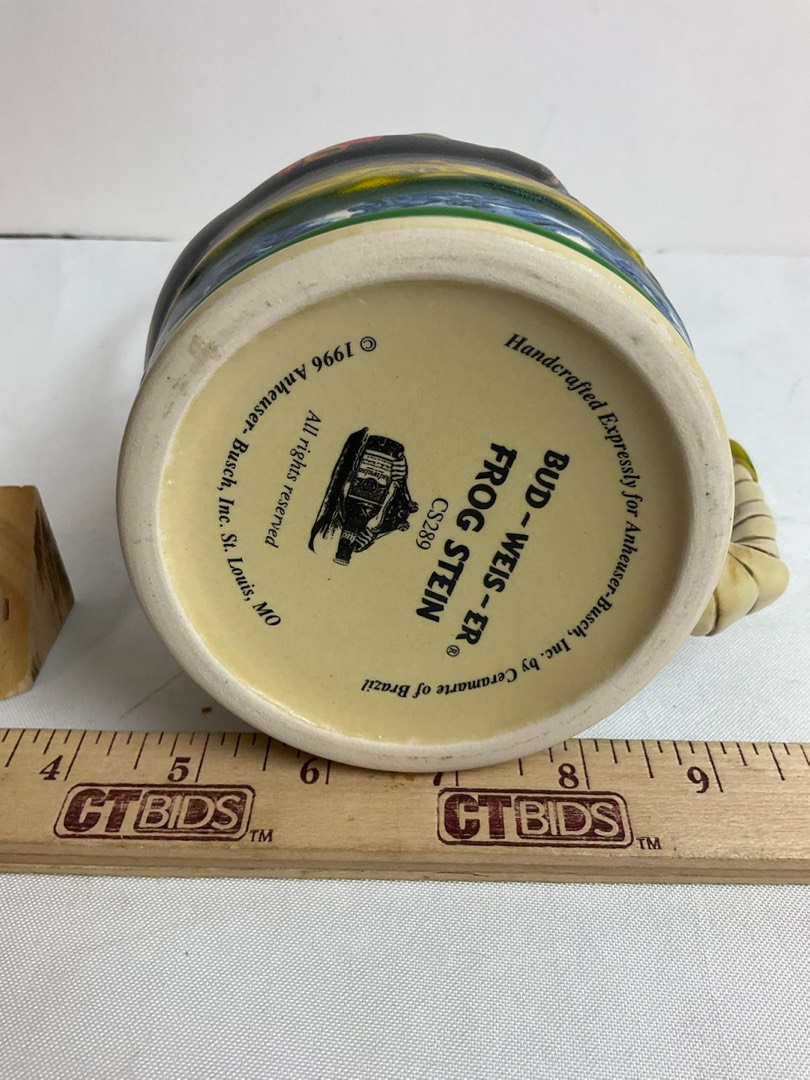 Handcrafted Expressly for Anheuser-Busch, Inc. by Ceramarte of Brazil
BUD-WEIS-ER®
FROG STEIN
CS289
All rights reserved
© 1996 Anheuser-Busch, Inc. St. Louis, MO
4 5 6 7 8 9
CTBIDS™ CTBIDS™